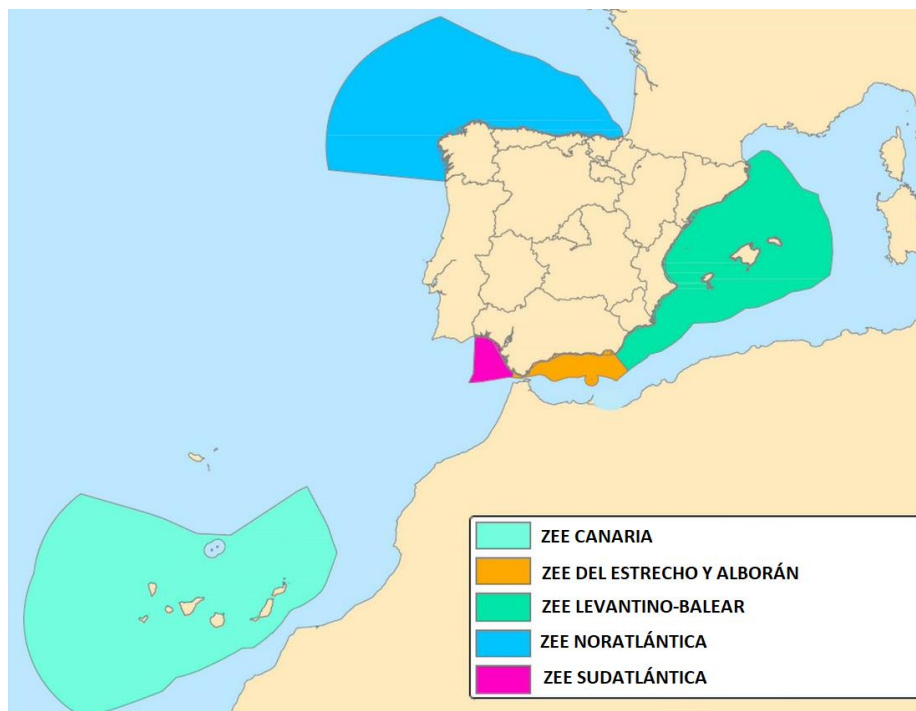 ZEE CANARIA
ZEE DEL ESTRECHO Y ALBORÁN
ZEE LEVANTINO-BALEAR
ZEE NORATLÁNTICA
ZEE SUDATLÁNTICA